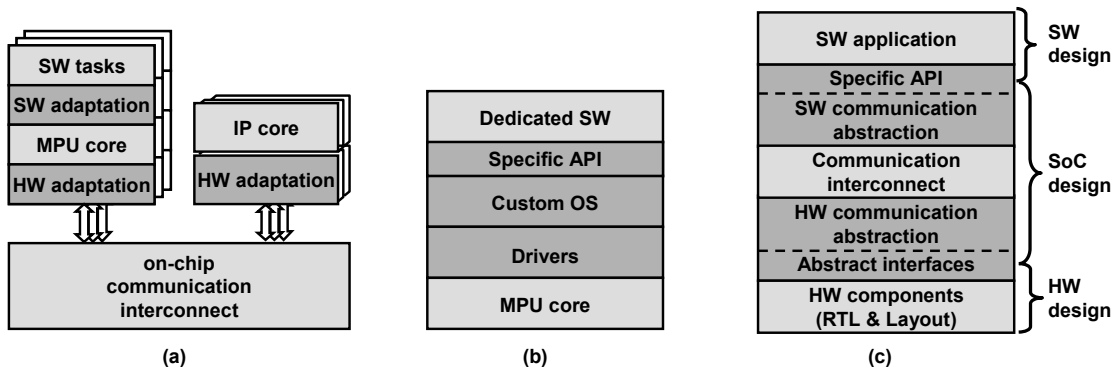 SW tasks
SW adaptation
MPU core
HW adaptation
IP core
HW adaptation
on-chip
communication
interconnect
(a)
Dedicated SW
Specific API
Custom OS
Drivers
MPU core
(b)
SW application
Specific API
SW communication
abstraction
Communication
interconnect
HW communication
abstraction
Abstract interfaces
HW components
(RTL & Layout)
SW
design
SoC
design
HW
design
(c)